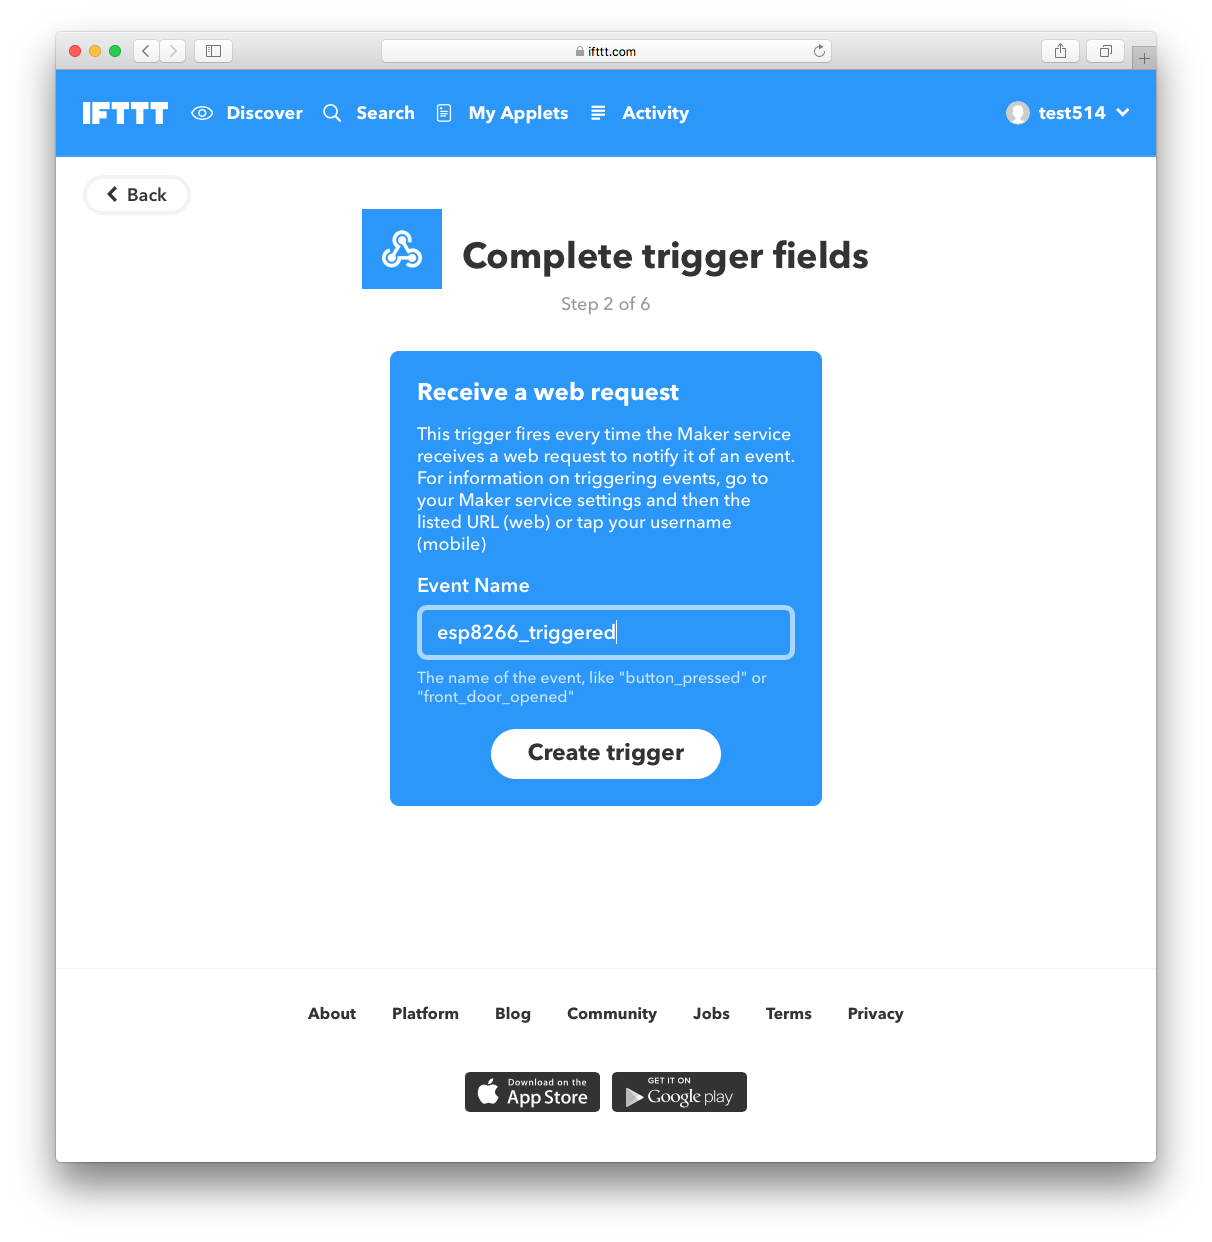 ifttt.com
IFTTT Discover Search My Applets Activity test514
Back
Complete trigger fields
Step 2 of 6
Receive a web request
This trigger fires every time the Maker service
receives a web request to notify it of an event.
For information on triggering events, go to
your Maker service settings and then the
listed URL (web) or tap your username
(mobile)
Event Name
esp8266_triggered
The name of the event, like "button_pressed" or
"front_door_opened"
Create trigger
About Platform Blog Community Jobs Terms Privacy
Download on the
App Store
GET IT ON
Google play